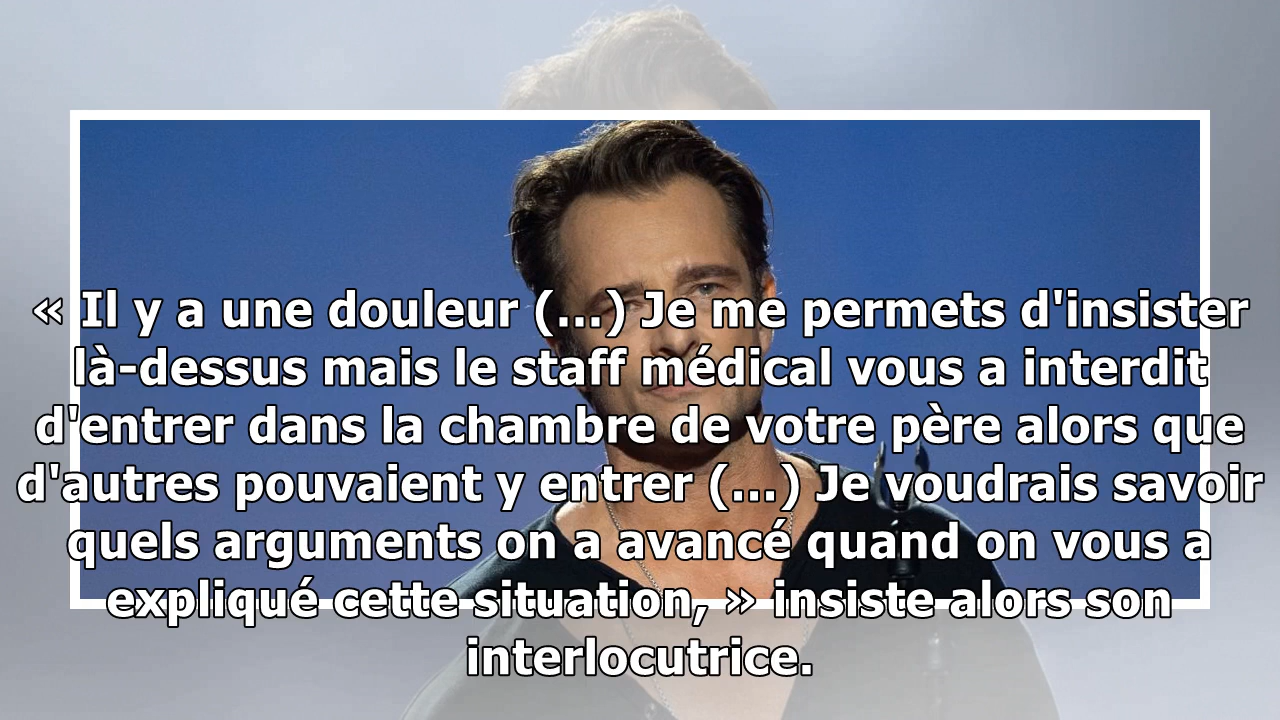 « Il y a une douleur (...) Je me permets d'insister
là-dessus mais le staff médical vous a interdit
d'entrer dans la chambre de votre père alors que
d'autres pouvaient y entrer (...) Je voudrais savoir
quels arguments on a avancé quand on vous a
expliqué cette situation, » insiste alors son
interlocutrice.